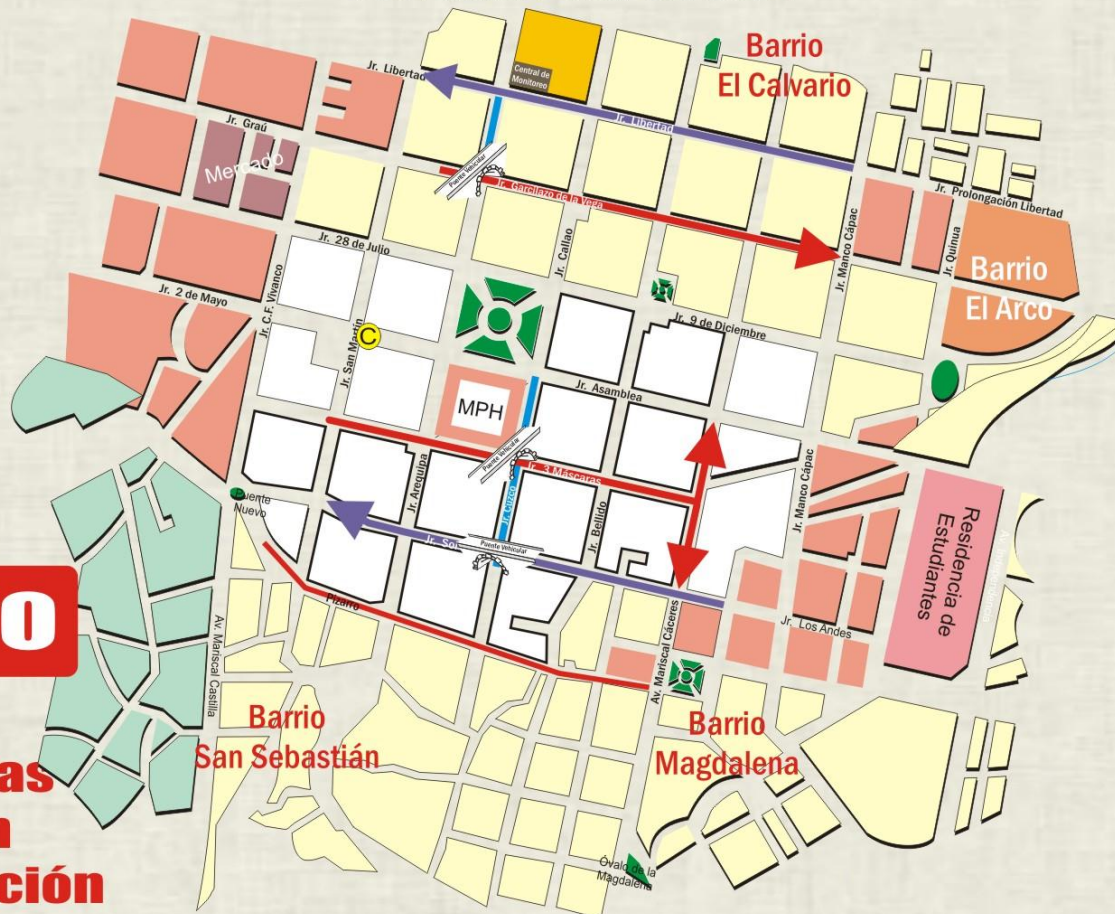 Barrio
El Calvario
Central de
Monitoreo
Jr. Libertad
Jr. Libertad
Jr. Graú
Mercado
Puente Vehicular
Jr. Garcilazo de la Vega
Jr. Prolongación Libertad
Jr. Manco Cápac
Jr. Quinua
Jr. Callao
Jr. 28 de Julio
Barrio
El Arco
Jr. 2 de Mayo
Jr. C.F. Vivanco
Jr. San Martín
C
Jr. 9 de Diciembre
Jr. Asamblea
MPH
Puente Vehicular
Jr. 3 Máscaras
Jr. Arequipa
Jr. Cuzco
Jr. Bellido
Jr. Manco Cápac
Residencia de
Estudiantes
Av. Independencia
Puente
Nuevo
Jr. So
Puente Vehicular
Pizarro
Jr. Los Andes
Av. Mariscal Cáceres
Av. Mariscal Castilla
O
Barrio
San Sebastián
Barrio
Magdalena
as
n
ción
Óvalo de la
Magdalena